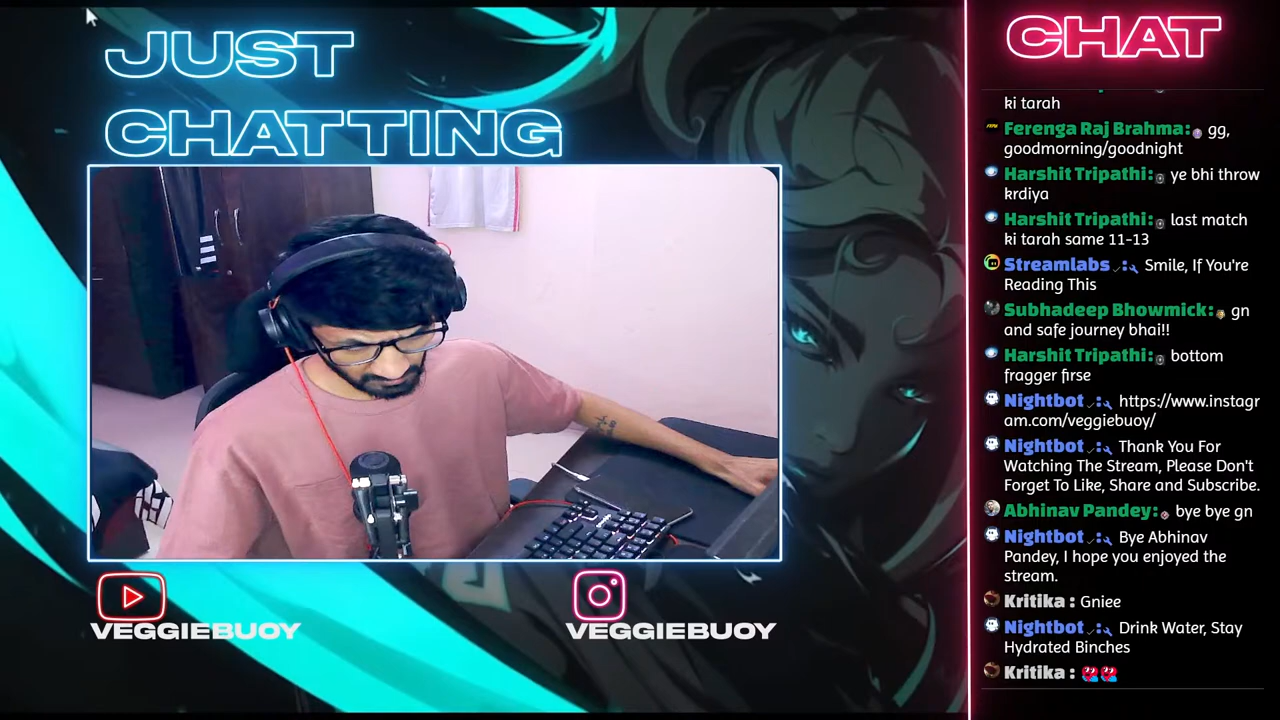 JUST
CHATTING
VEGGIEBUOY
VEGGIEBUOY
CHAT
ki tarah
Ferenga Raj Brahma: gg,
goodmorning/goodnight
Harshit Tripathi: ye bhi throw
krdiya
Harshit Tripathi: last match
ki tarah same 11-13
Streamlabs : Smile, If You're
Reading This
Subhadeep Bhowmick: gn
and safe journey bhai!!
Harshit Tripathi: bottom
fragger firse
Nightbot : https://www.instagr
am.com/veggiebuoy/
Nightbot : Thank You For
Watching The Stream, Please Don't
Forget To Like, Share and Subscribe.
Abhinav Pandey: bye bye gn
Nightbot : Bye Abhinav
Pandey, I hope you enjoyed the
stream.
Kritika : Gniee
Nightbot : Drink Water, Stay
Hydrated Binches
Kritika :